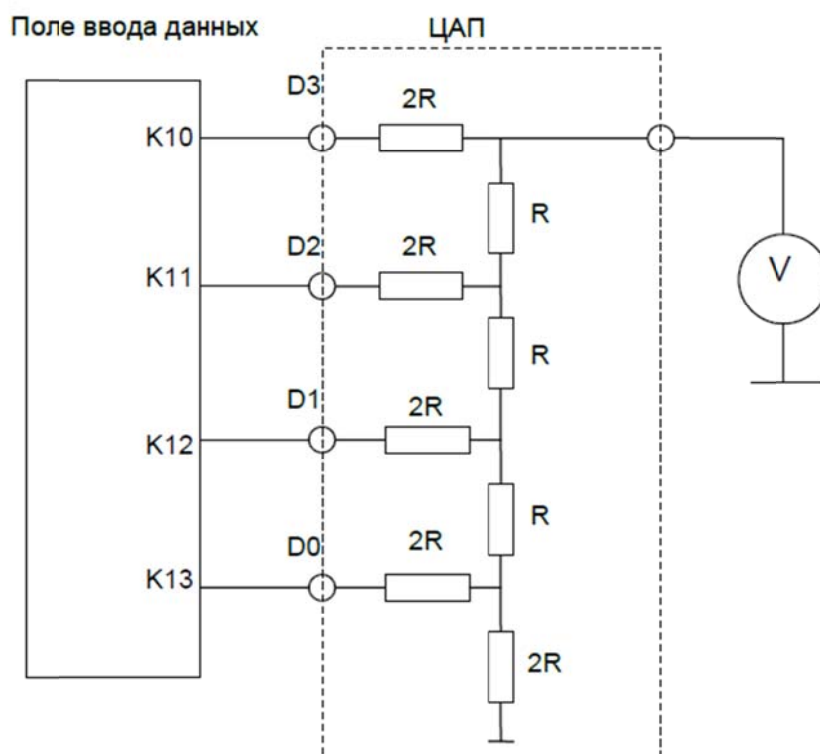 Поле ввода данных
ЦАП
D3
2R
K10
R
D2
2R
K11
V
R
D1
2R
K12
R
D0
2R
K13
2R